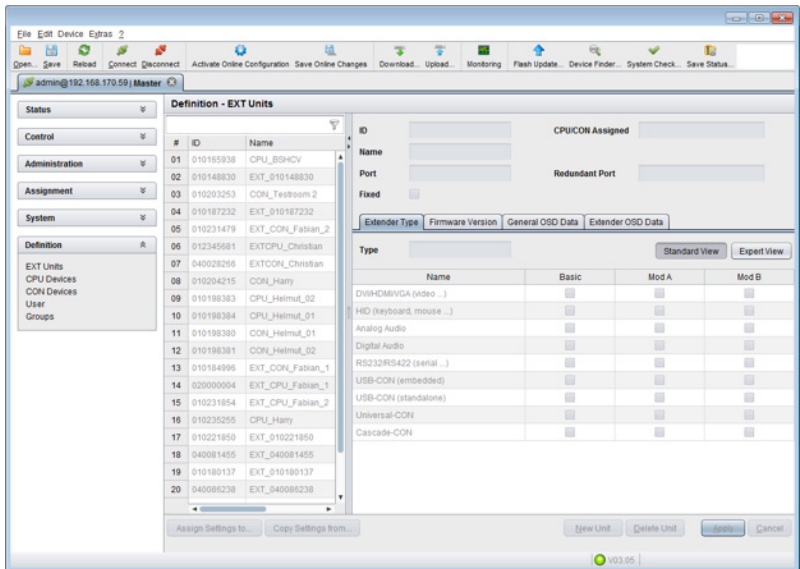 File Edit Device Extras ?
Open... Save Reload Connect Disconnect Activate Online Configuration Save Online Changes Download... Upload... Monitoring Flash Update... Device Finder... System Check... Save Status...
admin@192.168.170.59 | Master
Status
Control
Administration
Assignment
System
Definition
EXT Units
CPU Devices
CON Devices
User
Groups
Definition - EXT Units
# ID Name
01 010165938 CPU_BSHCV
02 010148830 EXT_010148830
03 010203253 CON_Testroom 2
04 010187232 EXT_010187232
05 010231479 EXT_CON_Fabian_2
06 012345681 EXTCPU_Christian
07 040028266 EXTCON_Christian
08 010204215 CON_Harry
09 010198383 CPU_Helmut_02
10 010198384 CPU_Helmut_01
11 010198380 CON_Helmut_01
12 010198381 CON_Helmut_02
13 010184996 EXT_CON_Fabian_1
14 020000004 EXT_CPU_Fabian_1
15 010231854 EXT_CPU_Fabian_2
16 010235255 CPU_Harry
17 010221850 EXT_010221850
18 040081455 EXT_040081455
19 010180137 EXT_010180137
20 040086238 EXT_040086238
ID CPU/CON Assigned
Name
Port Redundant Port
Fixed
Extender Type Firmware Version General OSD Data Extender OSD Data
Type Standard View Expert View
Name Basic Mod A Mod B
DVI/HDMI/VGA (video ...)
HID (keyboard, mouse ...)
Analog Audio
Digital Audio
RS232/RS422 (serial ...)
USB-CON (embedded)
USB-CON (standalone)
Universal-CON
Cascade-CON
Assign Settings to... Copy Settings from... New Unit Delete Unit Apply Cancel
V03.05